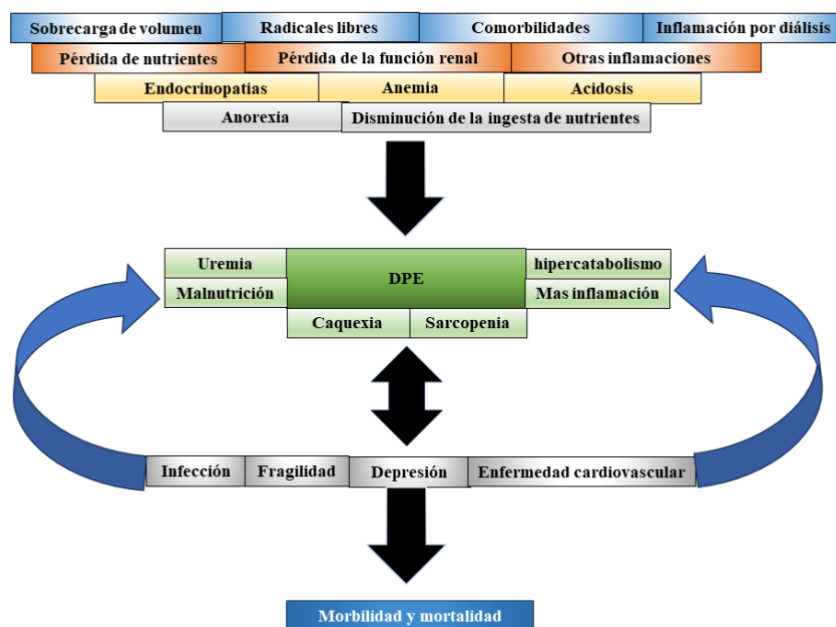 Sobrecarga de volumen Radicales libres Comorbilidades Inflamación por diálisis
Pérdida de nutrientes Pérdida de la función renal Otras inflamaciones
Endocrinopatias Anemia Acidosis
Anorexia Disminución de la ingesta de nutrientes
Uremia DPE hipercatabolismo
Malnutrición Mas inflamación
Caquexia Sarcopenia
Infección Fragilidad Depresión Enfermedad cardiovascular
Morbilidad y mortalidad